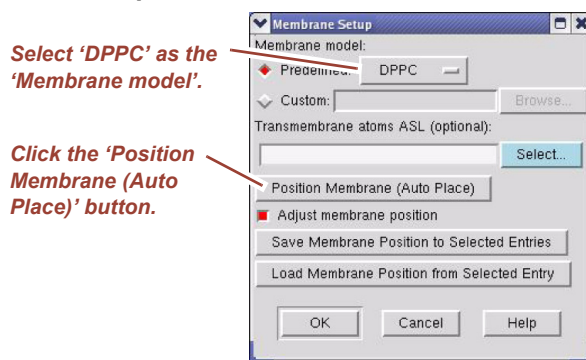 Membrane Setup
Select 'DPPC' as the
'Membrane model'.
Membrane model:
Predefined: DPPC
Custom: Browse...
Transmembrane atoms ASL (optional):
Select...
Click the 'Position
Membrane (Auto
Place)' button.
Position Membrane (Auto Place)
Adjust membrane position
Save Membrane Position to Selected Entries
Load Membrane Position from Selected Entry
OK Cancel Help